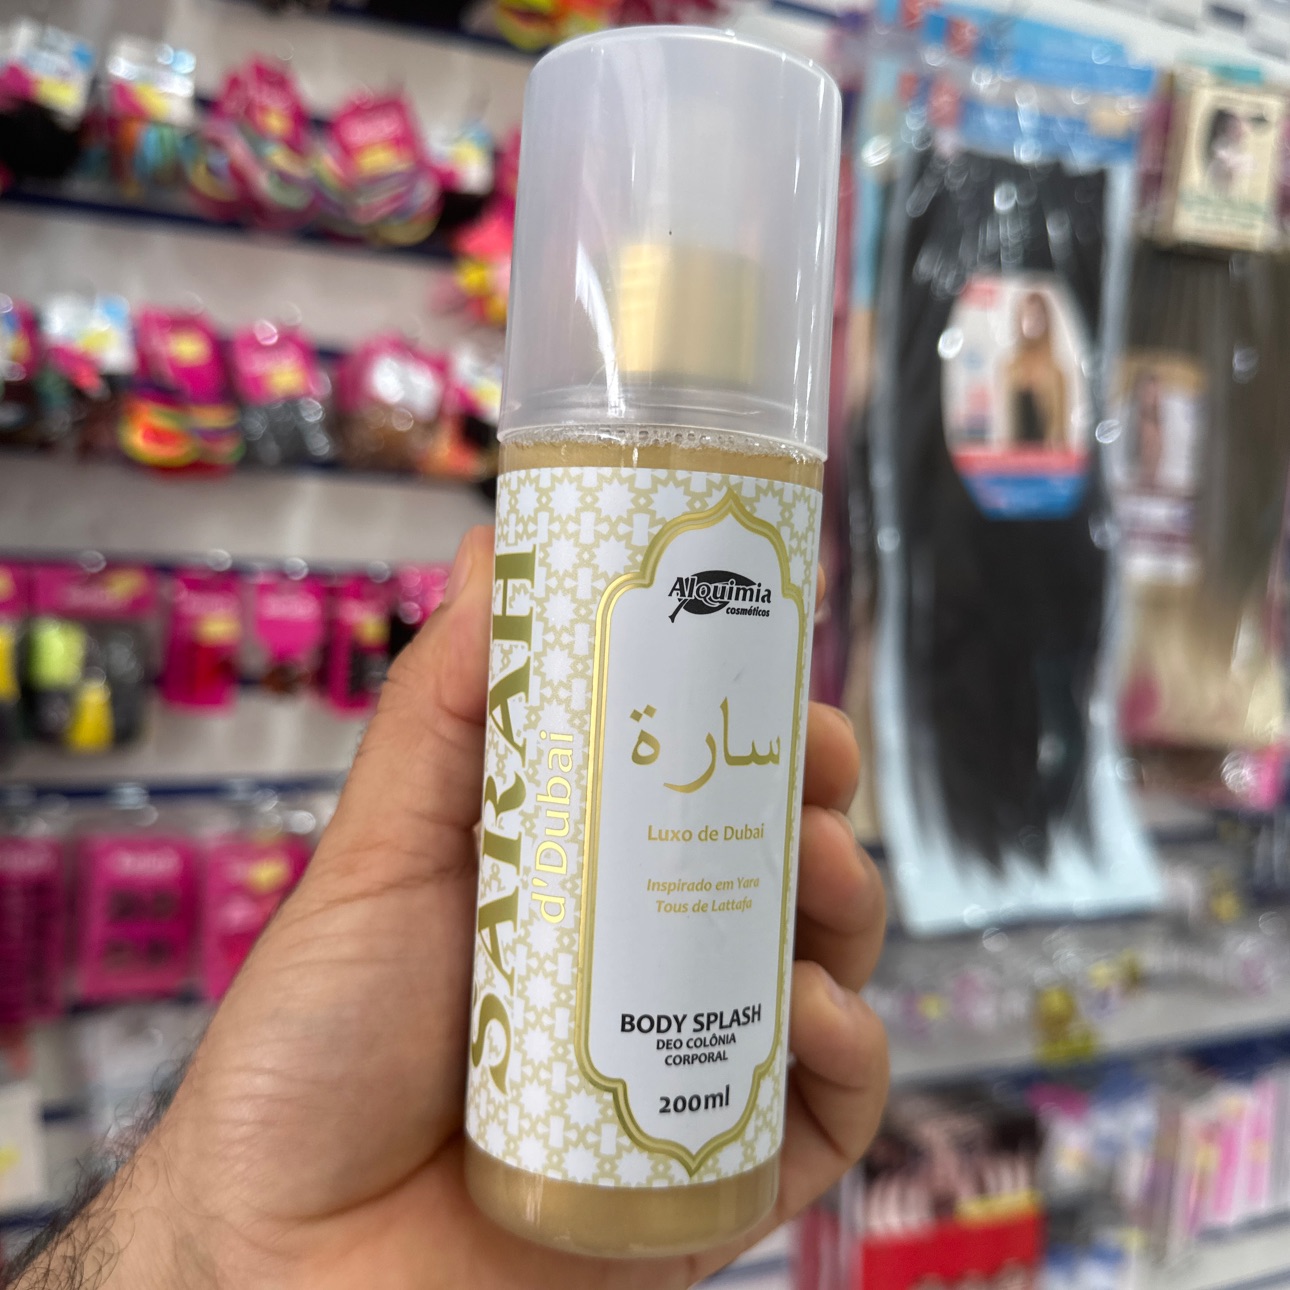 SARAH
d'Dubai
Alquimia
cosméticos
سارة
Luxo de Dubai
Inspirado em Yara
Tous de Lattafa
BODY SPLASH
DEO COLÔNIA
CORPORAL
200ml